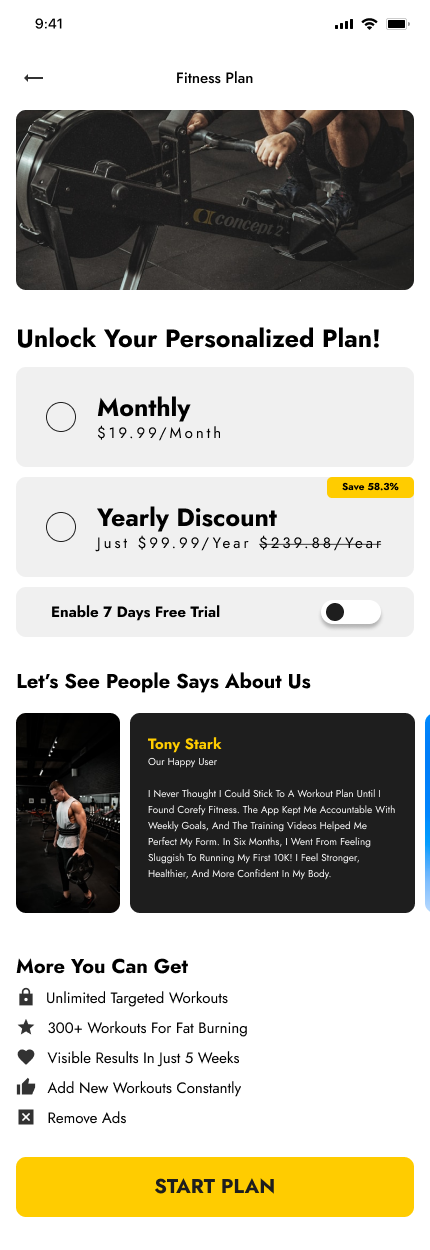 9:41
Fitness Plan
concept 2
Unlock Your Personalized Plan!
Monthly
$19.99/Month
Save 58.3%
Yearly Discount
Just $99.99/Year $239.88/Year
Enable 7 Days Free Trial
Let's See People Says About Us
Tony Stark
Our Happy User
I Never Thought I Could Stick To A Workout Plan Until I
Found Corefy Fitness. The App Kept Me Accountable With
Weekly Goals, And The Training Videos Helped Me
Perfect My Form. In Six Months, I Went From Feeling
Sluggish To Running My First 10K! I Feel Stronger,
Healthier, And More Confident In My Body.
More You Can Get
Unlimited Targeted Workouts
300+ Workouts For Fat Burning
Visible Results In Just 5 Weeks
Add New Workouts Constantly
Remove Ads
START PLAN